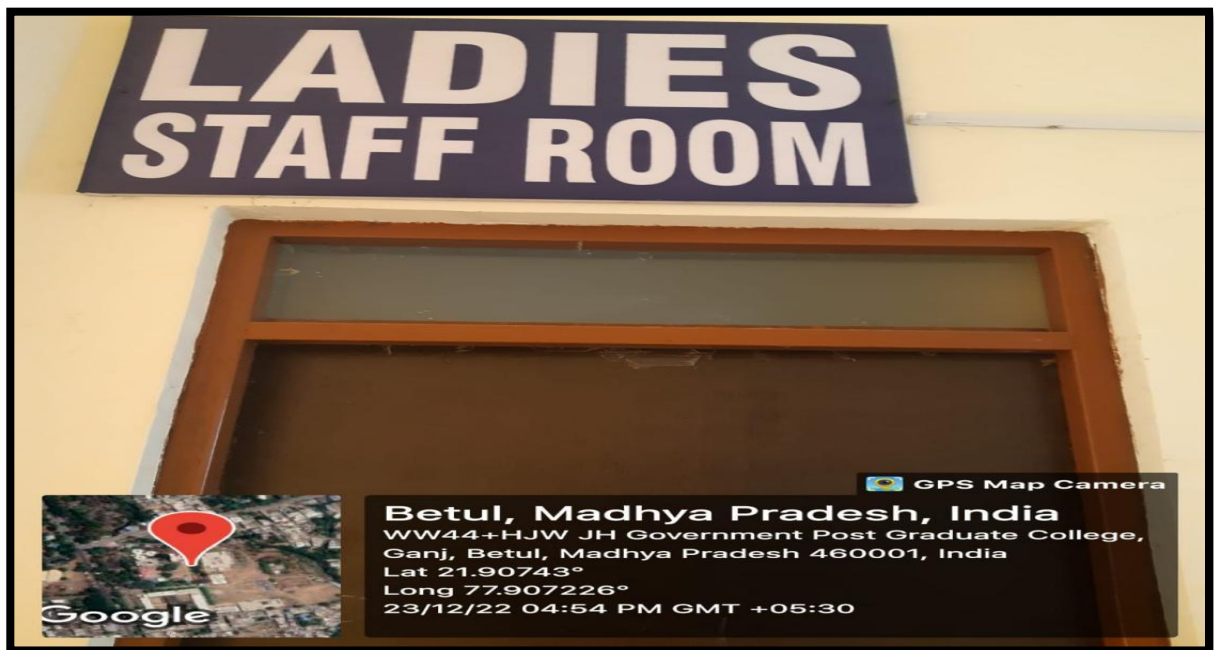 LADIES
STAFF ROOM
GPS Map Camera
Betul, Madhya Pradesh, India
WW44+HJW JH Government Post Graduate College,
Ganj, Betul, Madhya Pradesh 460001, India
Lat 21.90743°
Long 77.907226°
23/12/22 04:54 PM GMT +05:30
Google